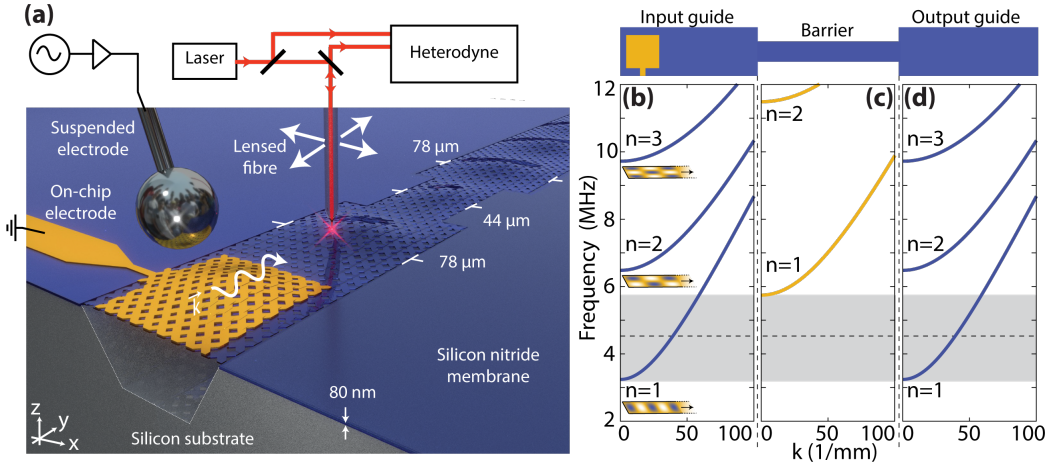 (a)
Laser
Heterodyne
Suspended
electrode
On-chip
electrode
Lensed
fibre
78 µm
44 µm
78 µm
k
Silicon nitride
membrane
80 nm
Silicon substrate
z
y
x
Input guide
Barrier
Output guide
(b)
(c)
(d)
Frequency (MHz)
12
10
8
6
4
2
n=3
n=2
n=1
n=2
n=1
n=3
n=2
n=1
0 50 100
0 50 100
0 50 100
k (1/mm)